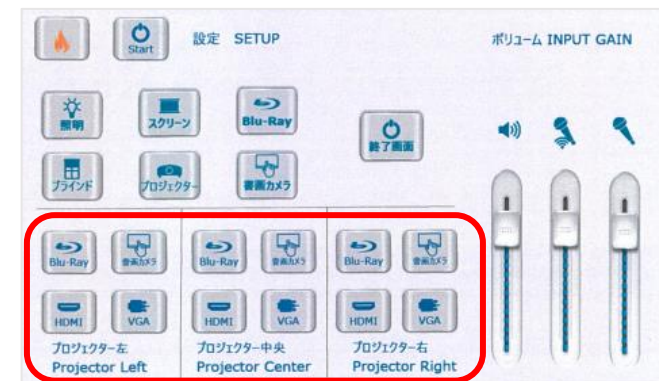 Start
設定 SETUP
ボリューム INPUT GAIN
照明
スクリーン
Blu-Ray
終了画面
ブラインド
プロジェクター
書画カメラ
Blu-Ray
書画カメラ
Blu-Ray
書画カメラ
Blu-Ray
書画カメラ
HDMI
VGA
HDMI
VGA
HDMI
VGA
プロジェクター左
プロジェクター中央
プロジェクター右
Projector Left
Projector Center
Projector Right